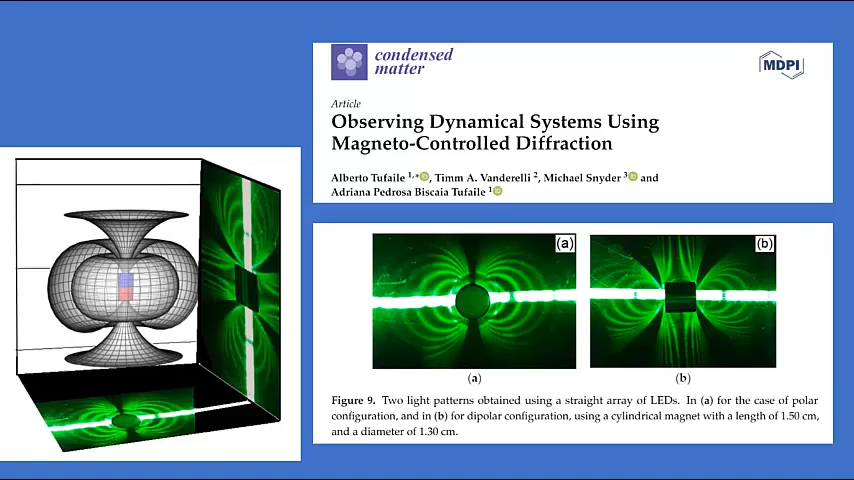 condensed
matter
MDPI
Article
Observing Dynamical Systems Using
Magneto-Controlled Diffraction
Alberto Tufaile 1,*, Timm A. Vanderelli 2, Michael Snyder 3 and
Adriana Pedrosa Biscaia Tufaile 1
(a)
(b)
(a)
(b)
Figure 9. Two light patterns obtained using a straight array of LEDs. In (a) for the case of polar
configuration, and in (b) for dipolar configuration, using a cylindrical magnet with a length of 1.50 cm,
and a diameter of 1.30 cm.